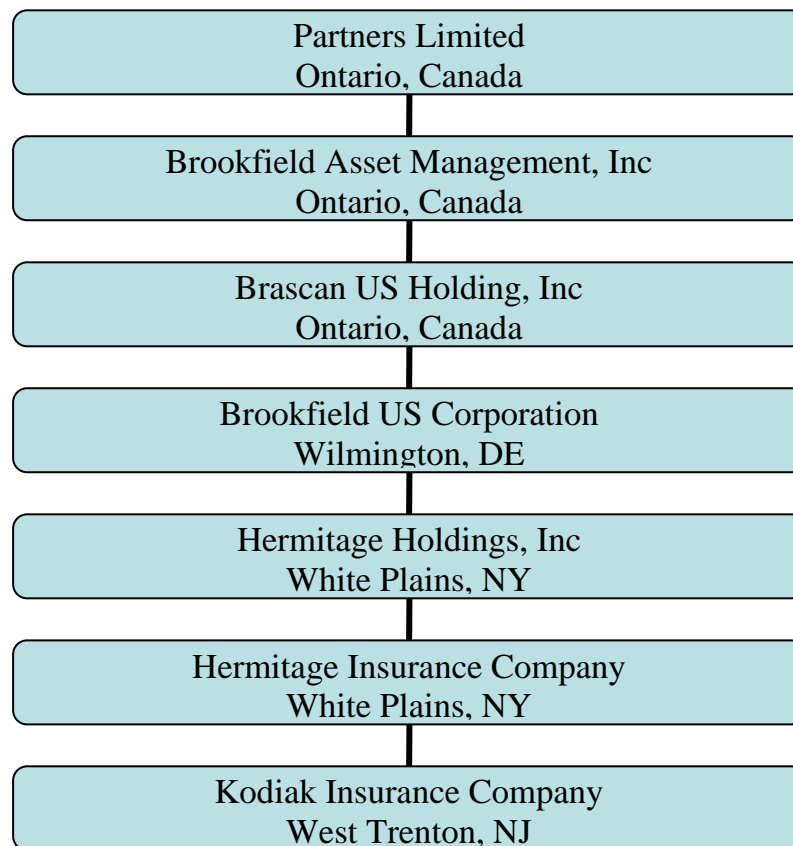 Partners Limited
Ontario, Canada
Brookfield Asset Management, Inc
Ontario, Canada
Brascan US Holding, Inc
Ontario, Canada
Brookfield US Corporation
Wilmington, DE
Hermitage Holdings, Inc
White Plains, NY
Hermitage Insurance Company
White Plains, NY
Kodiak Insurance Company
West Trenton, NJ